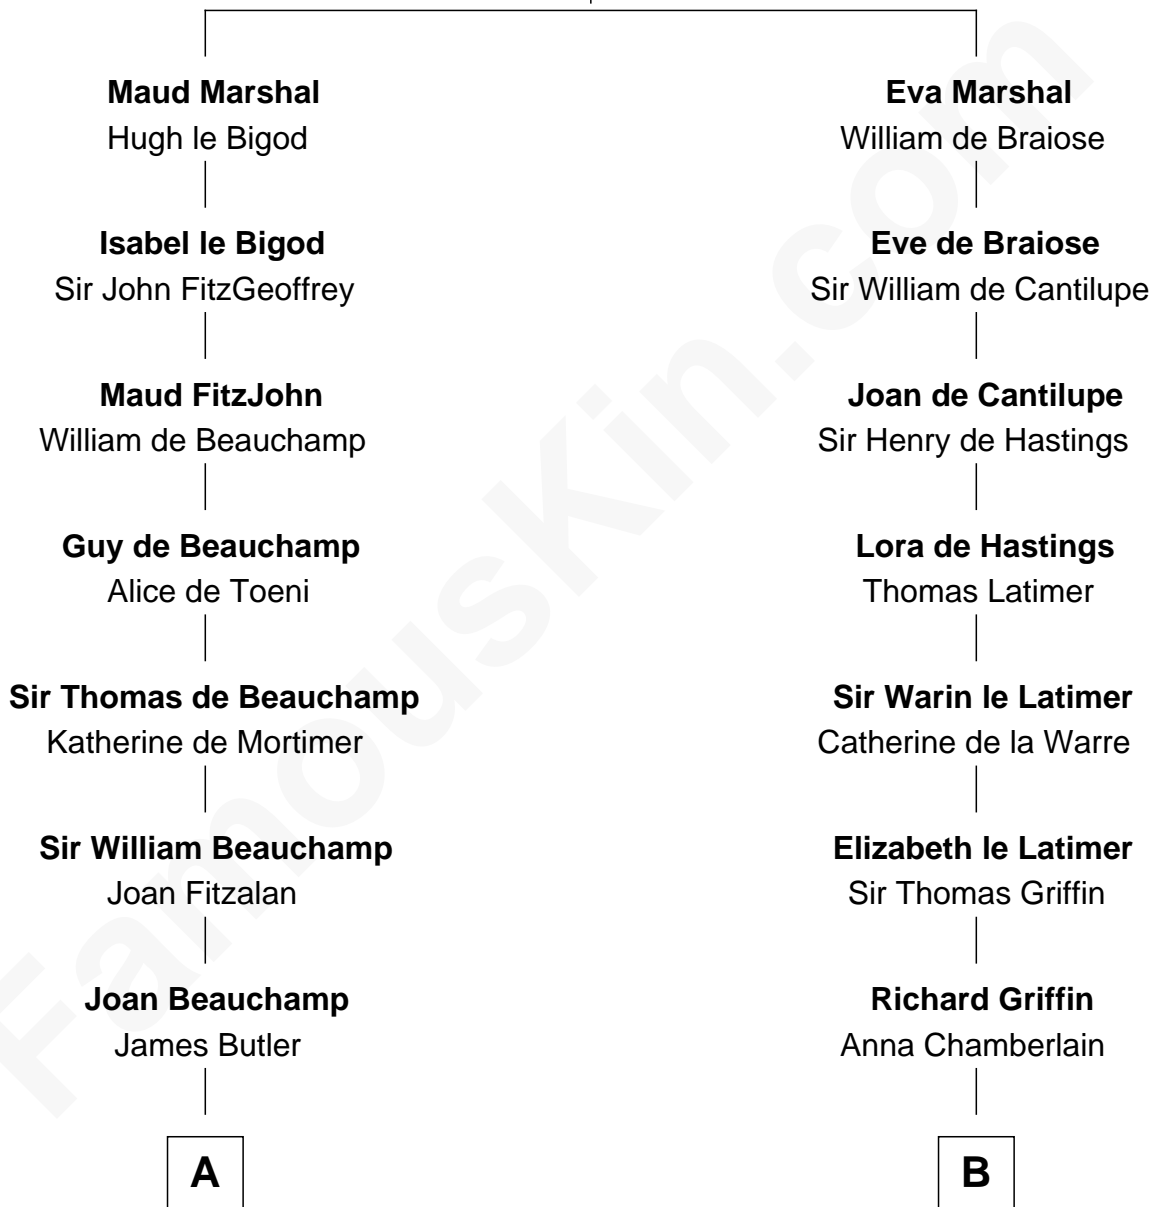 Maud Marshal
Hugh le Bigod
Isabel le Bigod
Sir John FitzGeoffrey
Maud FitzJohn
William de Beauchamp
Guy de Beauchamp
Alice de Toeni
Sir Thomas de Beauchamp
Katherine de Mortimer
Sir William Beauchamp
Joan Fitzalan
Joan Beauchamp
James Butler
A
Eva Marshal
William de Braiose
Eve de Braiose
Sir William de Cantilupe
Joan de Cantilupe
Sir Henry de Hastings
Lora de Hastings
Thomas Latimer
Sir Warin le Latimer
Catherine de la Warre
Elizabeth le Latimer
Sir Thomas Griffin
Richard Griffin
Anna Chamberlain
B
FamousKin.com